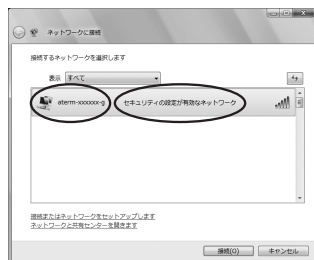 ネットワークに接続
接続するネットワークを選択します
表示 すべて
aterm-xxxxxx-g セキュリティの設定が有効なネットワーク
接続またはネットワークをセットアップします
ネットワークと共有センターを開きます
接続(O) キャンセル